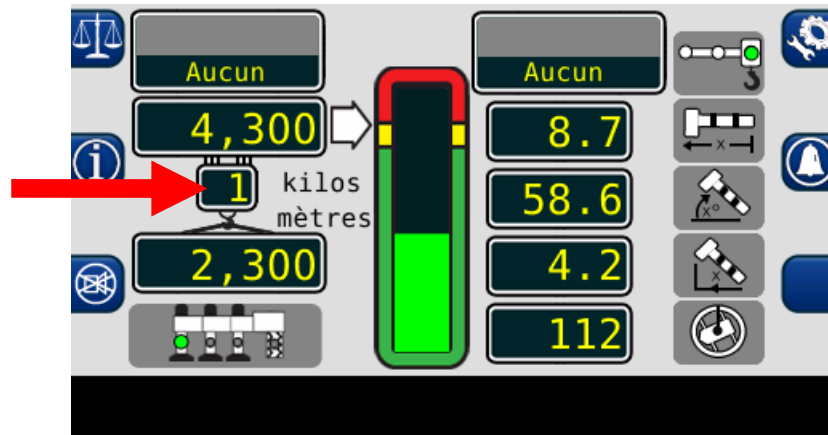 Aucun
Aucun
4,300
8.7
x
1
kilos
mètres
58.6
x°
2,300
4.2
x
112